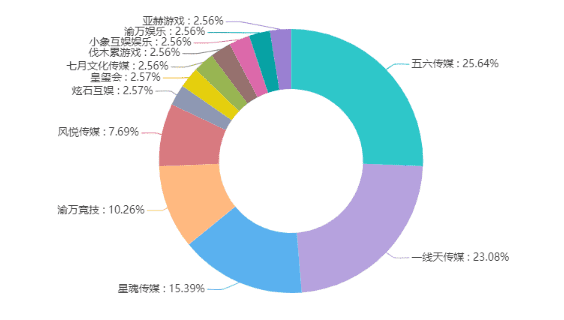 亚赫游戏 : 2.56%
渝万娱乐 : 2.56%
小象互娱娱乐 : 2.56%
伐木累游戏 : 2.56%
七月文化传媒 : 2.56%
皇玺会 : 2.57%
炫石互娱 : 2.57%
五六传媒 : 25.64%
风悦传媒 : 7.69%
渝万竞技 : 10.26%
一线天传媒 : 23.08%
星魂传媒 : 15.39%